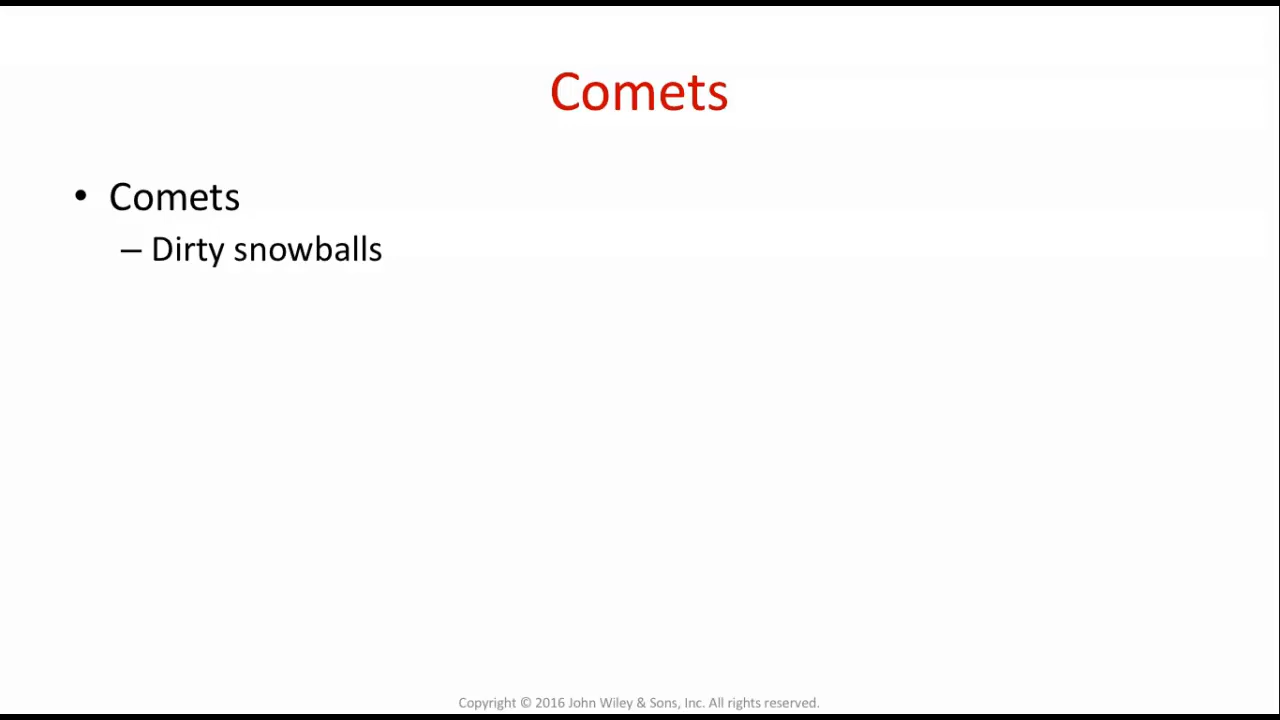 Comets
• Comets
– Dirty snowballs
Copyright © 2016 John Wiley & Sons, Inc. All rights reserved.